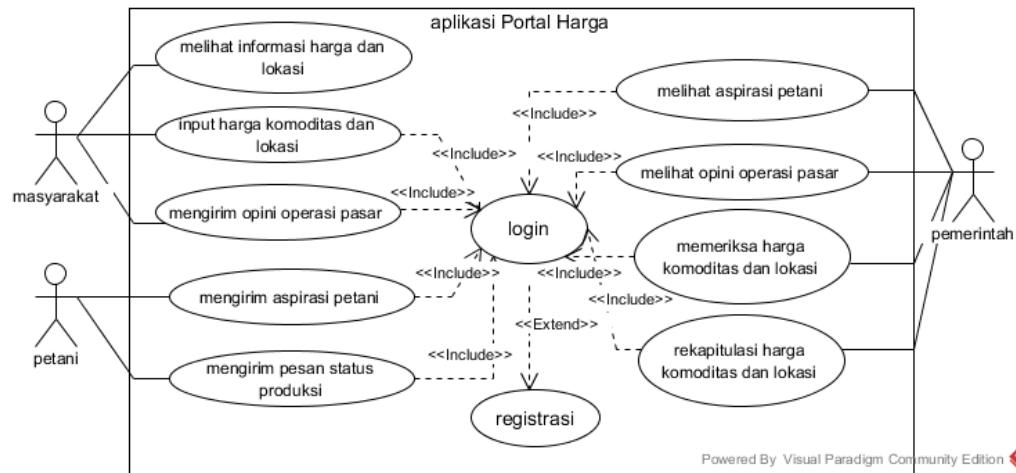 aplikasi Portal Harga
melihat informasi harga dan
lokasi
input harga komoditas dan
lokasi
mengirim opini operasi pasar
masyarakat
mengirim aspirasi petani
mengirim pesan status
produksi
petani
<<Include>>
<<Include>>
<<Include>>
<<Include>>
login
<<Extend>>
registrasi
<<Include>>
<<Include>>
<<Include>>
<<Include>>
melihat aspirasi petani
melihat opini operasi pasar
memeriksa harga
komoditas dan lokasi
rekapitulasi harga
komoditas dan lokasi
pemerintah
Powered By Visual Paradigm Community Edition